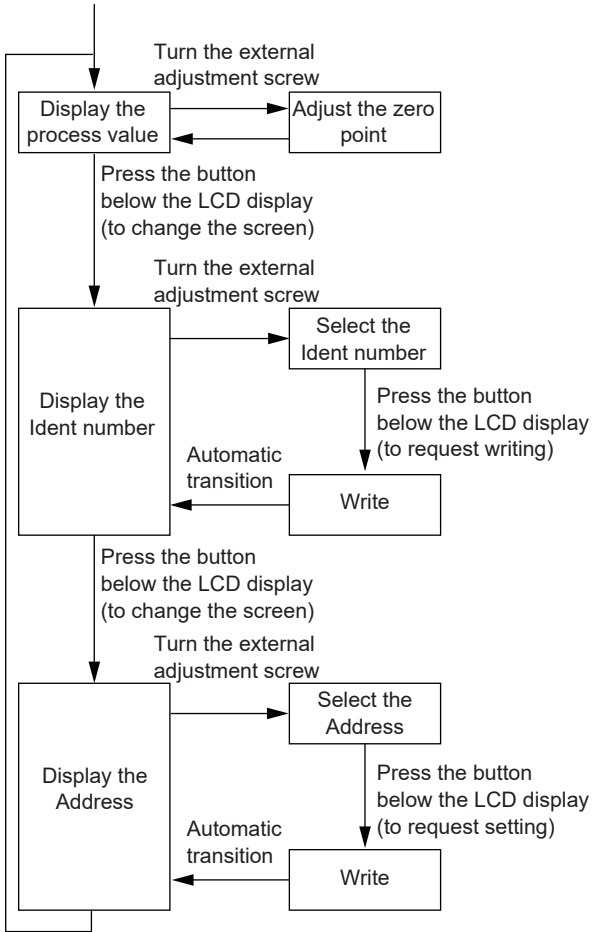 Turn the external
adjustment screw
Display the
process value
Adjust the zero
point
Press the button
below the LCD display
(to change the screen)
Turn the external
adjustment screw
Display the
Ident number
Select the
Ident number
Press the button
below the LCD display
(to request writing)
Automatic
transition
Write
Press the button
below the LCD display
(to change the screen)
Turn the external
adjustment screw
Display the
Address
Select the
Address
Press the button
below the LCD display
(to request setting)
Automatic
transition
Write